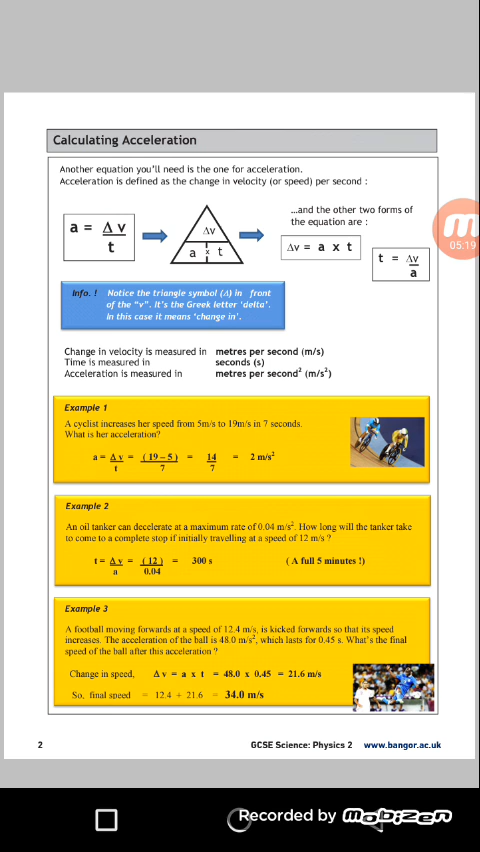 Calculating Acceleration
Another equation you'll need is the one for acceleration.
Acceleration is defined as the change in velocity (or speed) per second :
a = Δ v
t
Δv
a x t
...and the other two forms of
the equation are :
Δv = a x t
t = Δv
a
05:19
Info. ! Notice the triangle symbol (Δ) in front
of the "v". It's the Greek letter 'delta'.
In this case it means 'change in'.
Change in velocity is measured in metres per second (m/s)
Time is measured in seconds (s)
Acceleration is measured in metres per second² (m/s²)
Example 1
A cyclist increases her speed from 5m/s to 19m/s in 7 seconds.
What is her acceleration?
a = Δ v = ( 19 – 5 ) = 14 = 2 m/s²
t 7 7
Example 2
An oil tanker can decelerate at a maximum rate of 0.04 m/s². How long will the tanker take
to come to a complete stop if initially travelling at a speed of 12 m/s ?
t = Δ v = ( 12 ) = 300 s ( A full 5 minutes !)
a 0.04
Example 3
A football moving forwards at a speed of 12.4 m/s, is kicked forwards so that its speed
increases. The acceleration of the ball is 48.0 m/s², which lasts for 0.45 s. What's the final
speed of the ball after this acceleration ?
Change in speed, Δ v = a x t = 48.0 x 0.45 = 21.6 m/s
So, final speed = 12.4 + 21.6 = 34.0 m/s
2 GCSE Science: Physics 2 www.bangor.ac.uk
Recorded by Mobizen